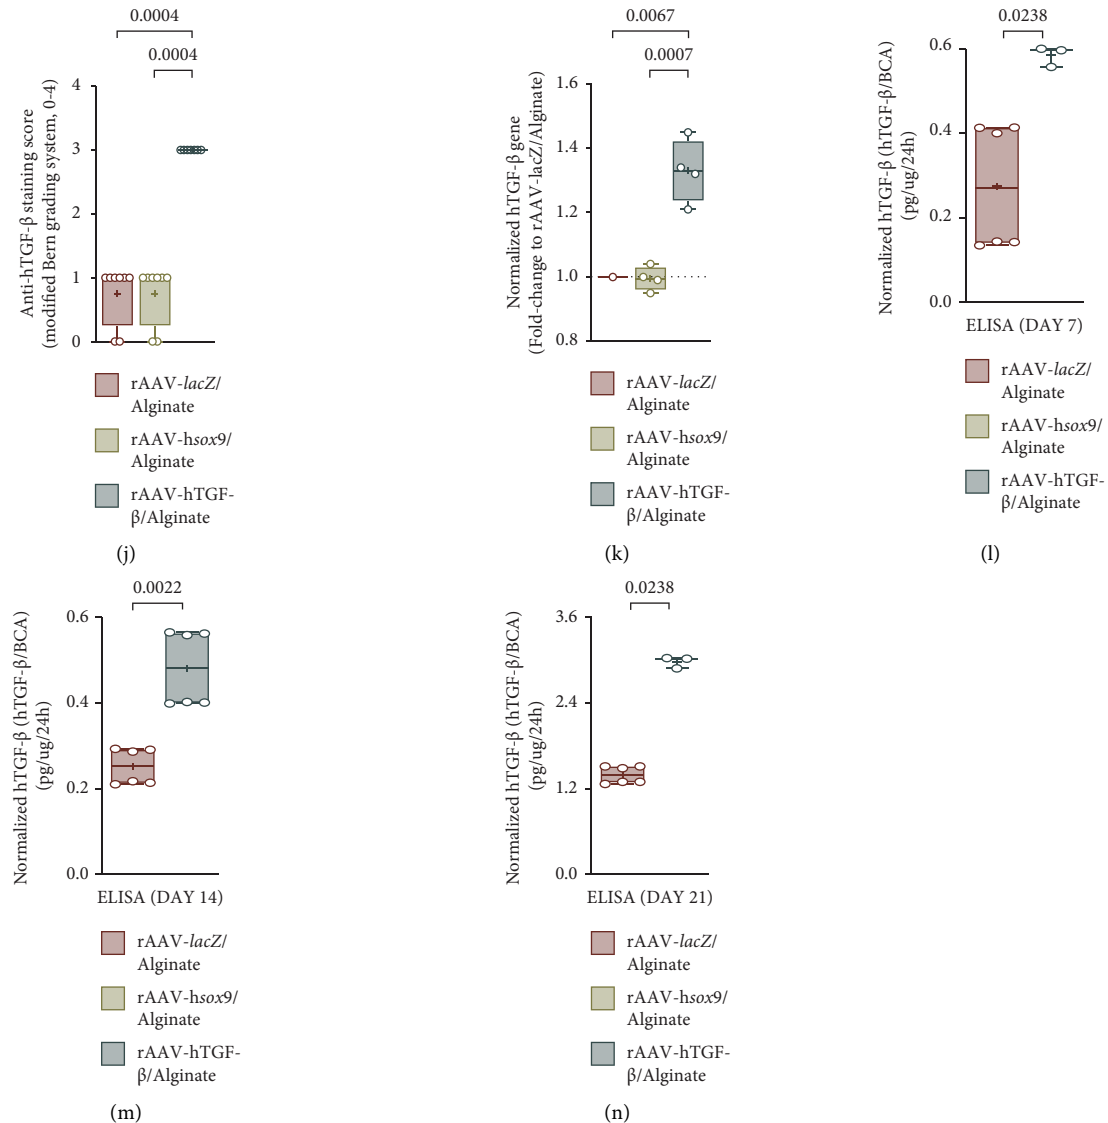 0.0004
0.0004
Anti-hTGF-β staining score
(modified Bern grading system, 0-4)
4
3
2
1
0
rAAV-lacZ/
Alginate
rAAV-hsox9/
Alginate
rAAV-hTGF-
β/Alginate
(j)
0.0067
0.0007
Normalized hTGF-β gene
(Fold-change to rAAV-lacZ/Alginate)
1.6
1.4
1.2
1.0
0.8
rAAV-lacZ/
Alginate
rAAV-hsox9/
Alginate
rAAV-hTGF-
β/Alginate
(k)
0.0238
Normalized hTGF-β (hTGF-β/BCA)
(pg/ug/24h)
0.6
0.4
0.2
0.0
ELISA (DAY 7)
rAAV-lacZ/
Alginate
rAAV-hsox9/
Alginate
rAAV-hTGF-
β/Alginate
(l)
0.0022
Normalized hTGF-β (hTGF-β/BCA)
(pg/ug/24h)
0.6
0.4
0.2
0.0
ELISA (DAY 14)
rAAV-lacZ/
Alginate
rAAV-hsox9/
Alginate
rAAV-hTGF-
β/Alginate
(m)
0.0238
Normalized hTGF-β (hTGF-β/BCA)
(pg/ug/24h)
3.6
2.4
1.2
0.0
ELISA (DAY 21)
rAAV-lacZ/
Alginate
rAAV-hsox9/
Alginate
rAAV-hTGF-
β/Alginate
(n)